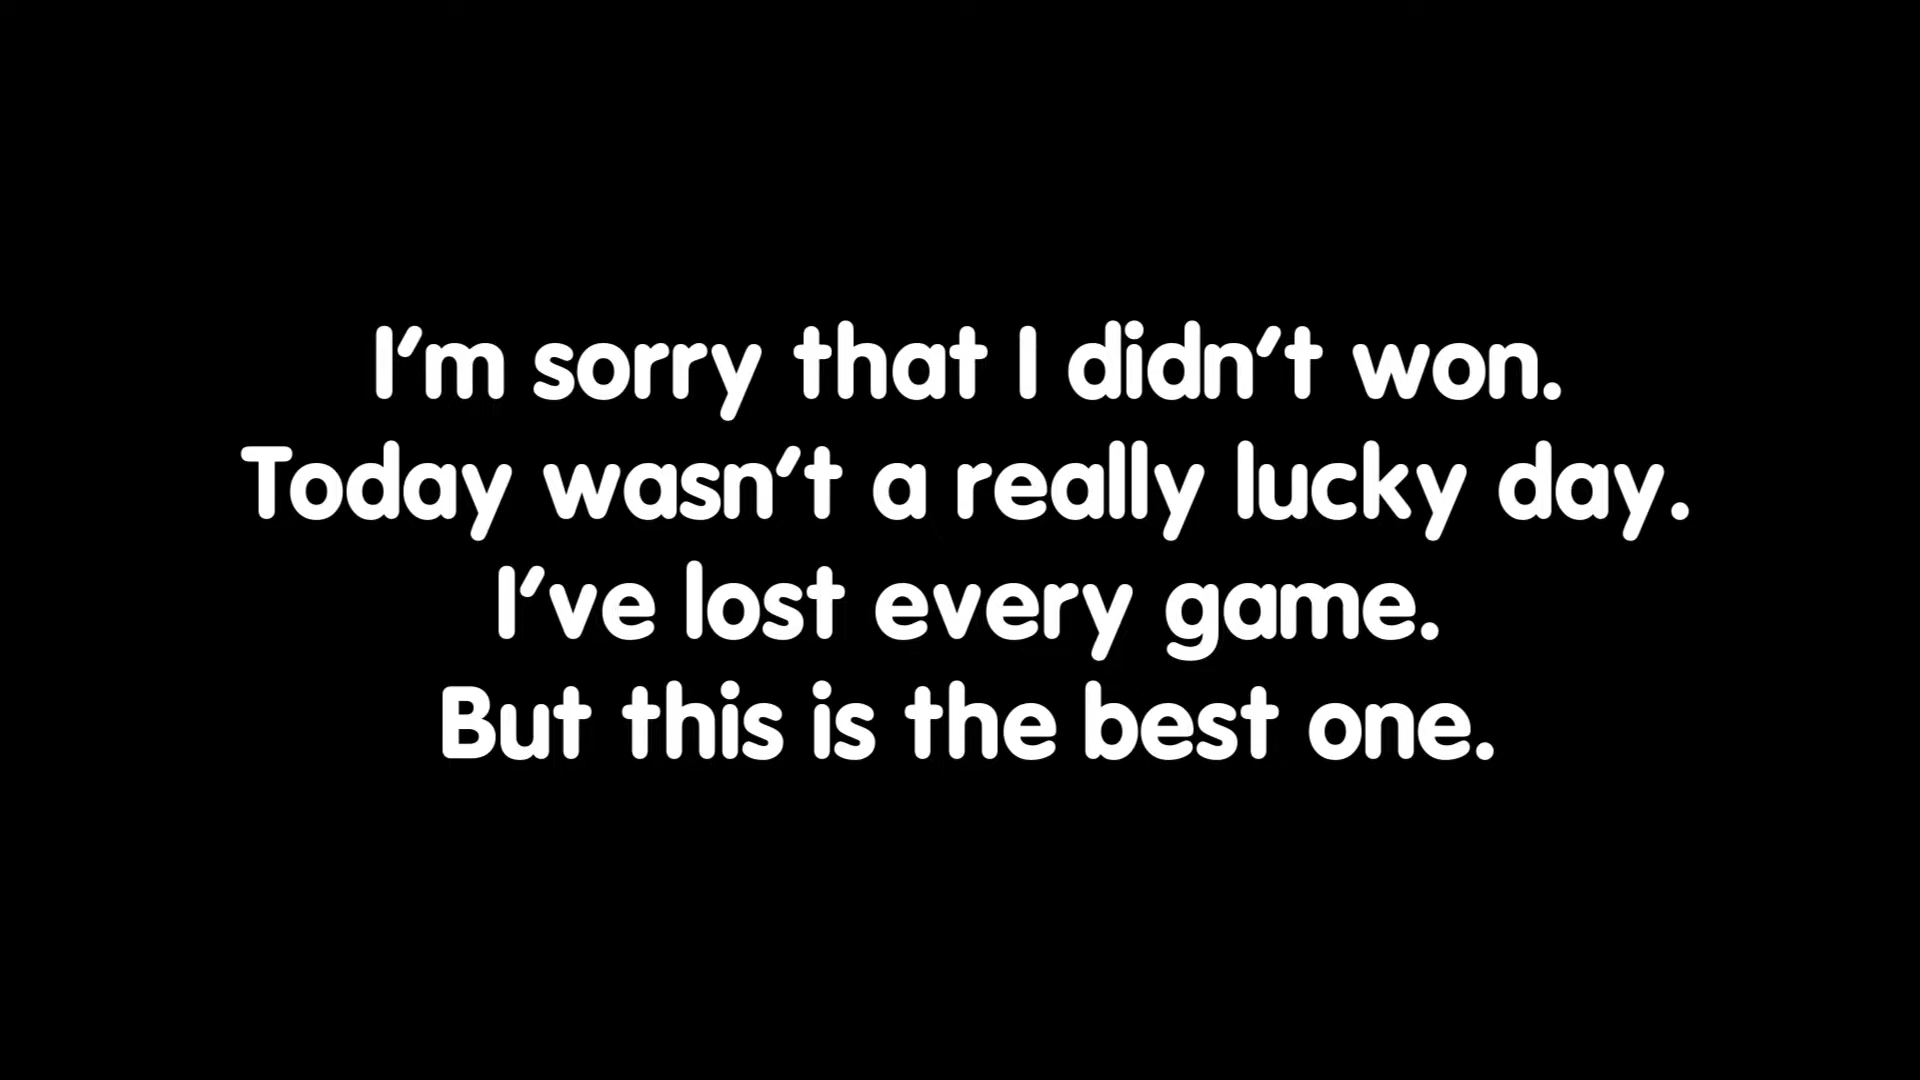 I'm sorry that I didn't won.
Today wasn't a really lucky day.
I've lost every game.
But this is the best one.